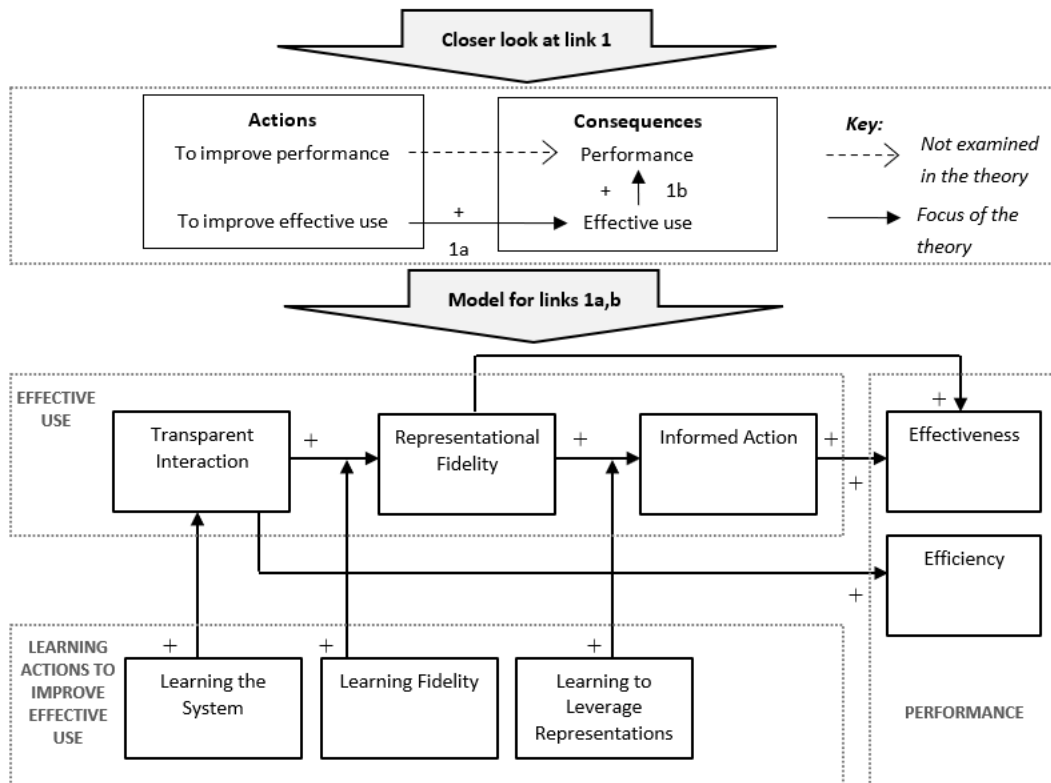 Closer look at link 1
Actions
To improve performance
To improve effective use
+
1a
Consequences
Performance
+
1b
Effective use
Key:
Not examined
in the theory
Focus of the
theory
Model for links 1a,b
EFFECTIVE
USE
Transparent
Interaction
+
Representational
Fidelity
+
Informed Action
+
+
+
Effectiveness
Efficiency
+
LEARNING
ACTIONS TO
IMPROVE
EFFECTIVE
USE
+
Learning the
System
+
Learning Fidelity
+
Learning to
Leverage
Representations
PERFORMANCE